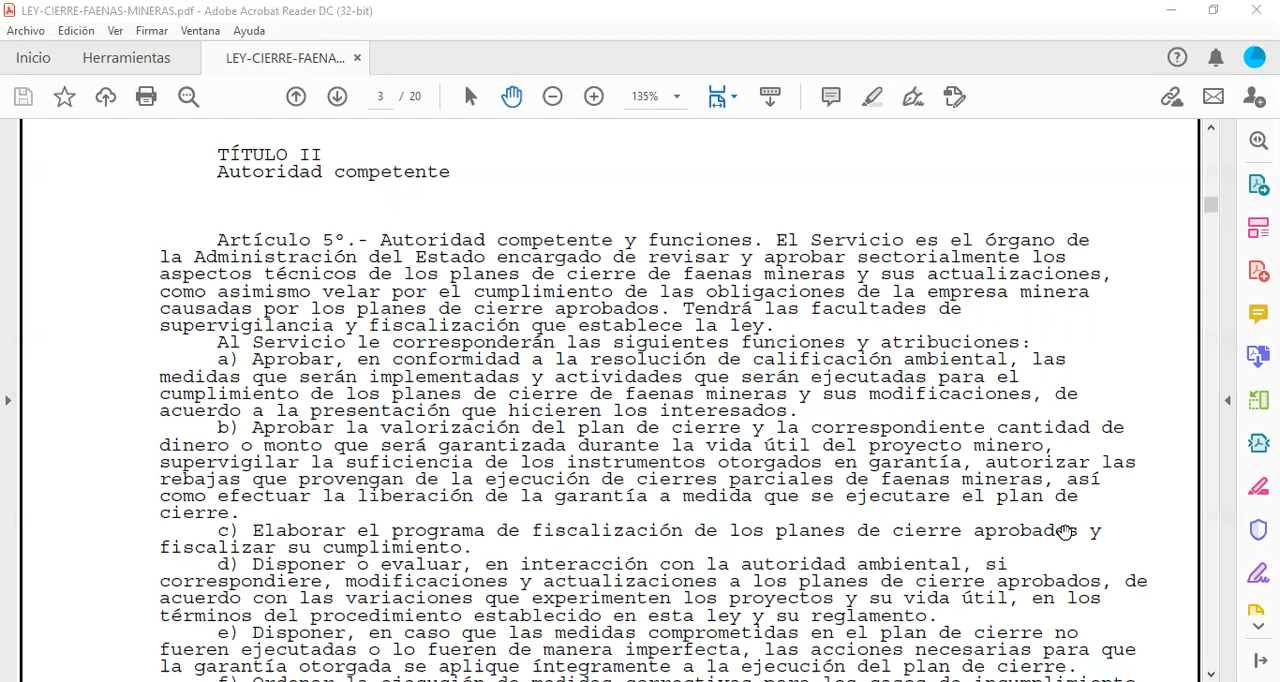 LEY-CIERRE-FAENAS-MINERAS.pdf - Adobe Acrobat Reader DC (32-bit)
Archivo Edición Ver Firmar Ventana Ayuda
Inicio Herramientas LEY-CIERRE-FAENA... ×
3 / 20 135%
TÍTULO II
Autoridad competente
Artículo 5°.- Autoridad competente y funciones. El Servicio es el órgano de
la Administración del Estado encargado de revisar y aprobar sectorialmente los
aspectos técnicos de los planes de cierre de faenas mineras y sus actualizaciones,
como asimismo velar por el cumplimiento de las obligaciones de la empresa minera
causadas por los planes de cierre aprobados. Tendrá las facultades de
supervigilancia y fiscalización que establece la ley.
Al Servicio le corresponderán las siguientes funciones y atribuciones:
a) Aprobar, en conformidad a la resolución de calificación ambiental, las
medidas que serán implementadas y actividades que serán ejecutadas para el
cumplimiento de los planes de cierre de faenas mineras y sus modificaciones, de
acuerdo a la presentación que hicieren los interesados.
b) Aprobar la valorización del plan de cierre y la correspondiente cantidad de
dinero o monto que será garantizada durante la vida útil del proyecto minero,
supervigilar la suficiencia de los instrumentos otorgados en garantía, autorizar las
rebajas que provengan de la ejecución de cierres parciales de faenas mineras, así
como efectuar la liberación de la garantía a medida que se ejecutare el plan de
cierre.
c) Elaborar el programa de fiscalización de los planes de cierre aprobados y
fiscalizar su cumplimiento.
d) Disponer o evaluar, en interacción con la autoridad ambiental, si
correspondiere, modificaciones y actualizaciones a los planes de cierre aprobados, de
acuerdo con las variaciones que experimenten los proyectos y su vida útil, en los
términos del procedimiento establecido en esta ley y su reglamento.
e) Disponer, en caso que las medidas comprometidas en el plan de cierre no
fueren ejecutadas o lo fueren de manera imperfecta, las acciones necesarias para que
la garantía otorgada se aplique íntegramente a la ejecución del plan de cierre.
f) Ordenar la ejecución de medidas correctivas para los casos de incumplimiento